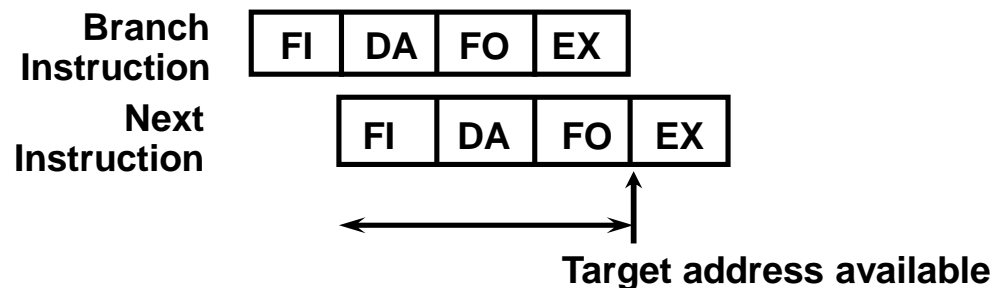 Branch
Instruction
FI DA FO EX
Next
Instruction
FI DA FO EX
Target address available